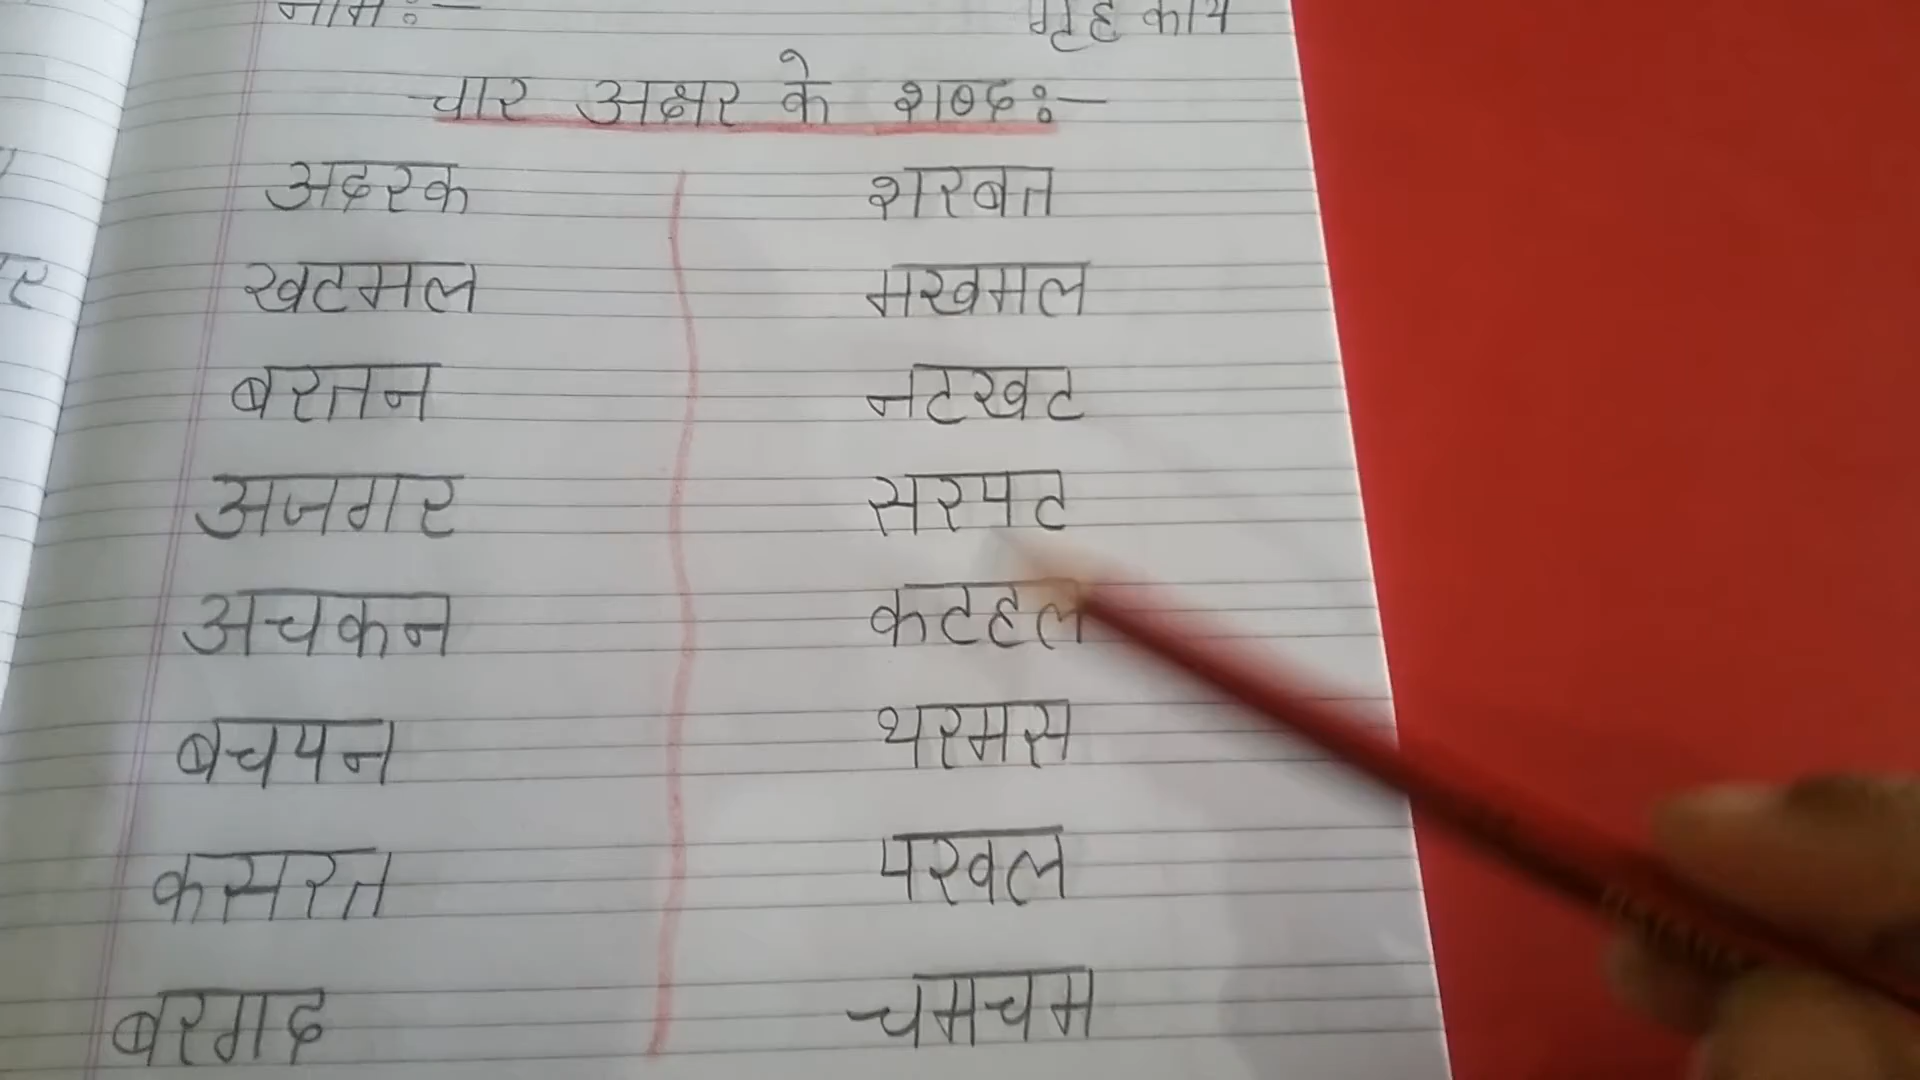 नाम:- गृह कार्य
चार अक्षर के शब्द:-
अदरक शरबत
खटमल मखमल
बरतन नटखट
अजगर सरपट
अचकन कटहल
बचपन थरमस
कसरत परवल
बरगद चमचम